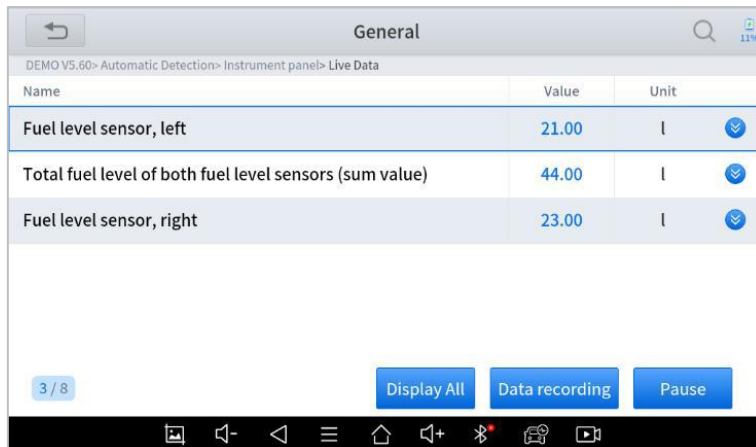 General
11%
DEMO V5.60> Automatic Detection> Instrument panel> Live Data
Name Value Unit
Fuel level sensor, left 21.00 l
Total fuel level of both fuel level sensors (sum value) 44.00 l
Fuel level sensor, right 23.00 l
3 / 8 Display All Data recording Pause